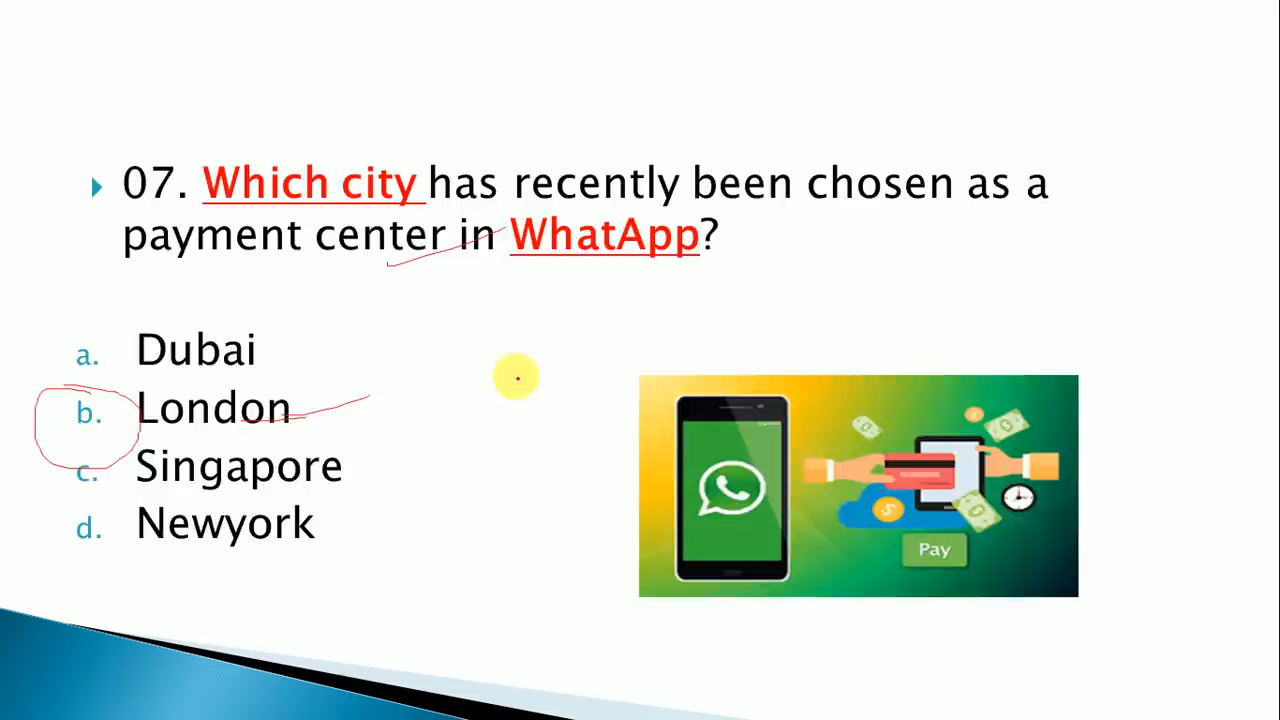 07. Which city has recently been chosen as a
payment center in WhatApp?
a. Dubai
b. London
c. Singapore
d. Newyork
Pay